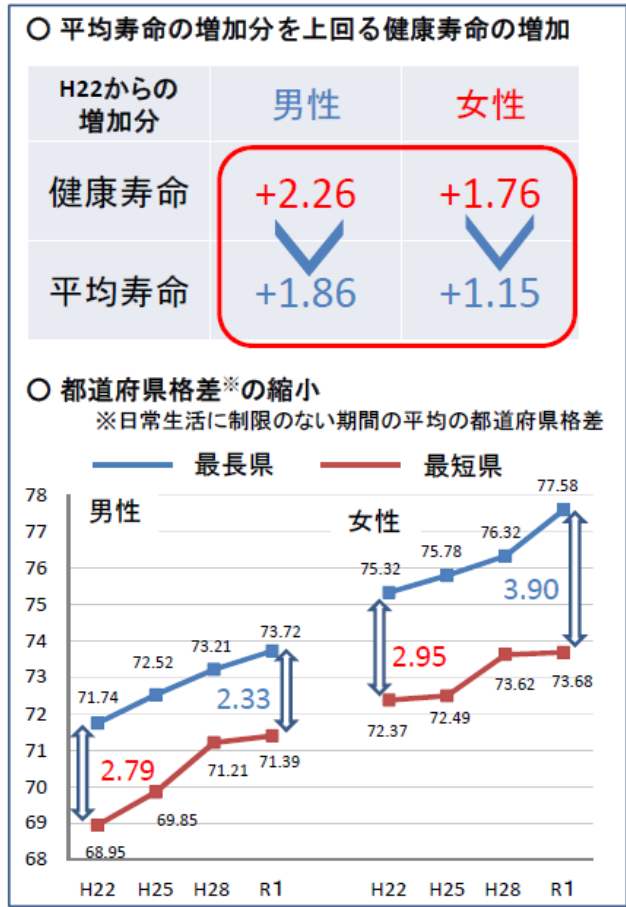 ○ 平均寿命の増加分を上回る健康寿命の増加
H22からの
増加分
男性
女性
健康寿命
+2.26
+1.76
平均寿命
+1.86
+1.15
○ 都道府県格差※の縮小
※日常生活に制限のない期間の平均の都道府県格差
最長県
最短県
78
77
76
75
74
73
72
71
70
69
68
男性
71.74
72.52
73.21
73.72
2.79
2.33
68.95
69.85
71.21
71.39
H22
H25
H28
R1
女性
75.32
75.78
76.32
77.58
2.95
3.90
72.37
72.49
73.62
73.68
H22
H25
H28
R1